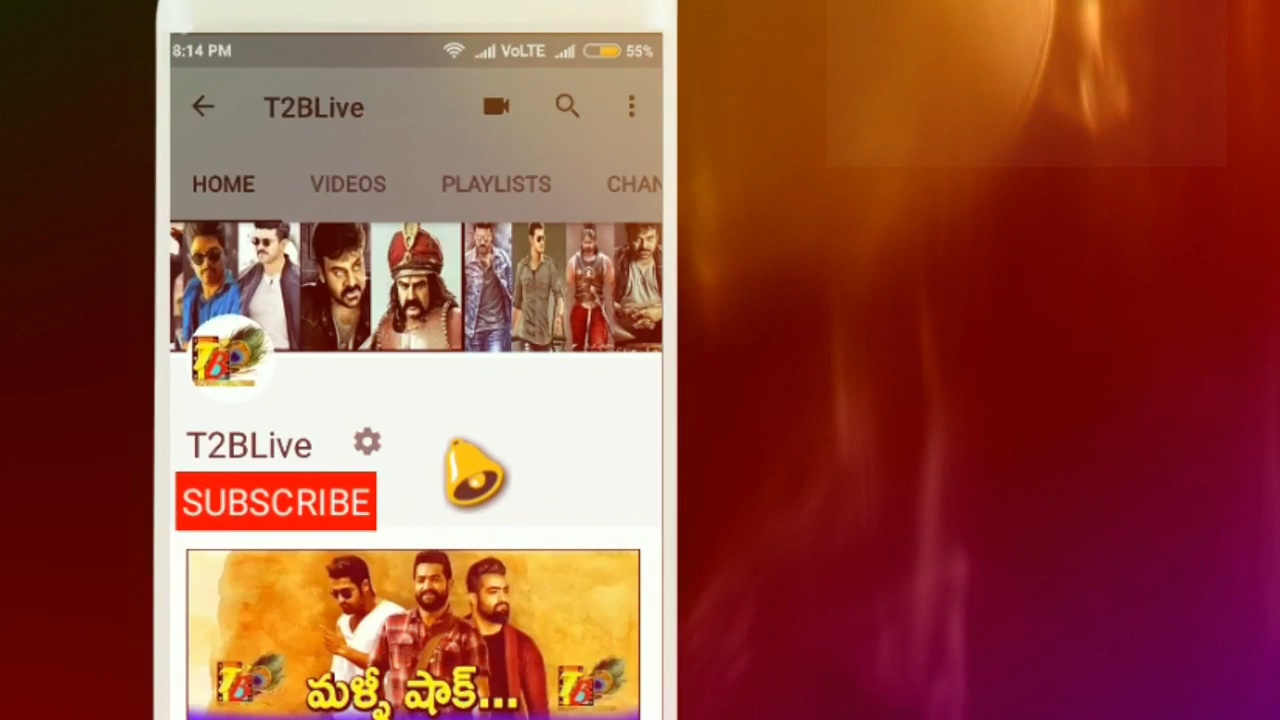 8:14 PM VoLTE 55%
T2BLive
HOME VIDEOS PLAYLISTS CHAN
T2BLive
SUBSCRIBE
మళ్ళీ షాక్...